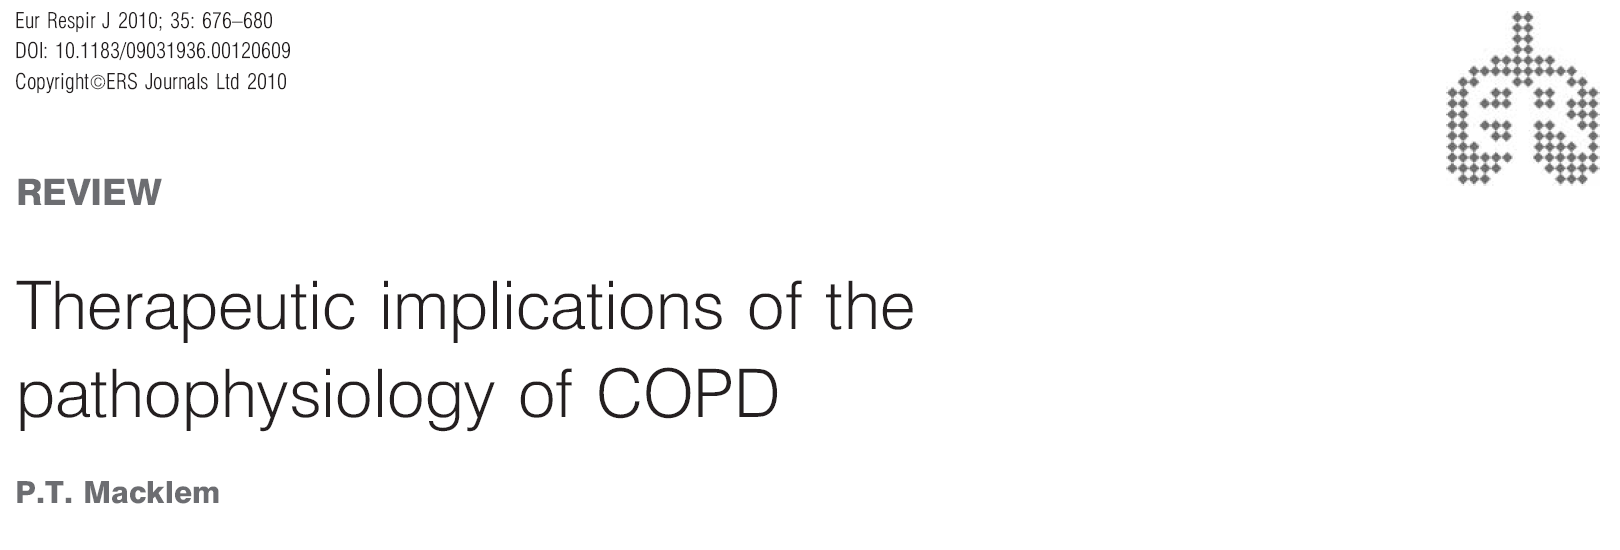 Eur Respir J 2010; 35: 676–680
DOI: 10.1183/09031936.00120609
Copyright©ERS Journals Ltd 2010
ERS
REVIEW
Therapeutic implications of the
pathophysiology of COPD
P.T. Macklem